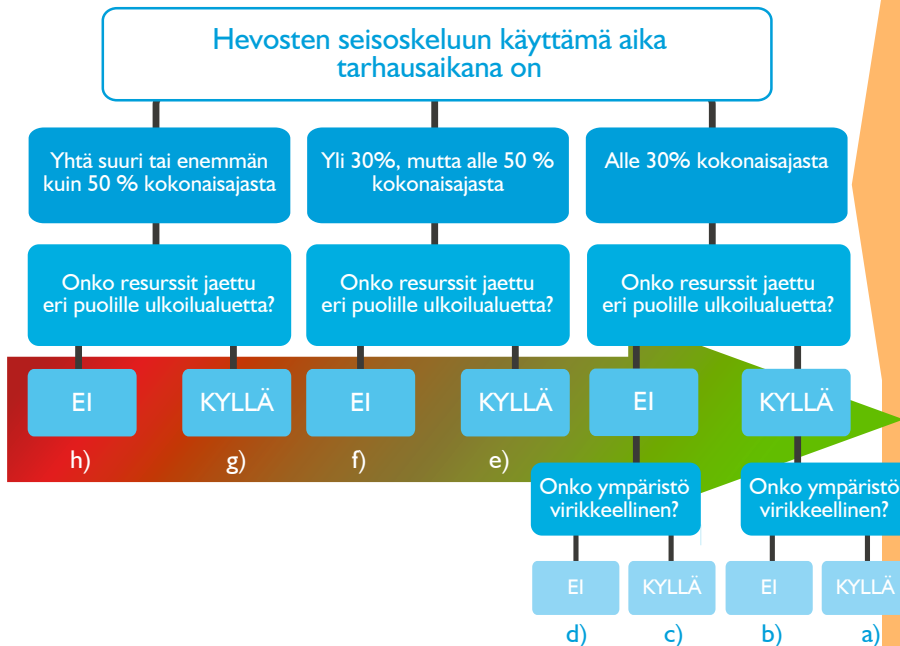 Hevosten seisoskeluun käyttämä aika
tarhausaikana on
Yhtä suuri tai enemmän
kuin 50 % kokonaisajasta
Yli 30%, mutta alle 50 %
kokonaisajasta
Alle 30% kokonaisajasta
Onko resurssit jaettu
eri puolille ulkoilualuetta?
Onko resurssit jaettu
eri puolille ulkoilualuetta?
Onko resurssit jaettu
eri puolille ulkoilualuetta?
EI
KYLLÄ
EI
KYLLÄ
EI
KYLLÄ
h)
g)
f)
e)
Onko ympäristö
virikkeellinen?
Onko ympäristö
virikkeellinen?
EI
KYLLÄ
EI
KYLLÄ
d)
c)
b)
a)